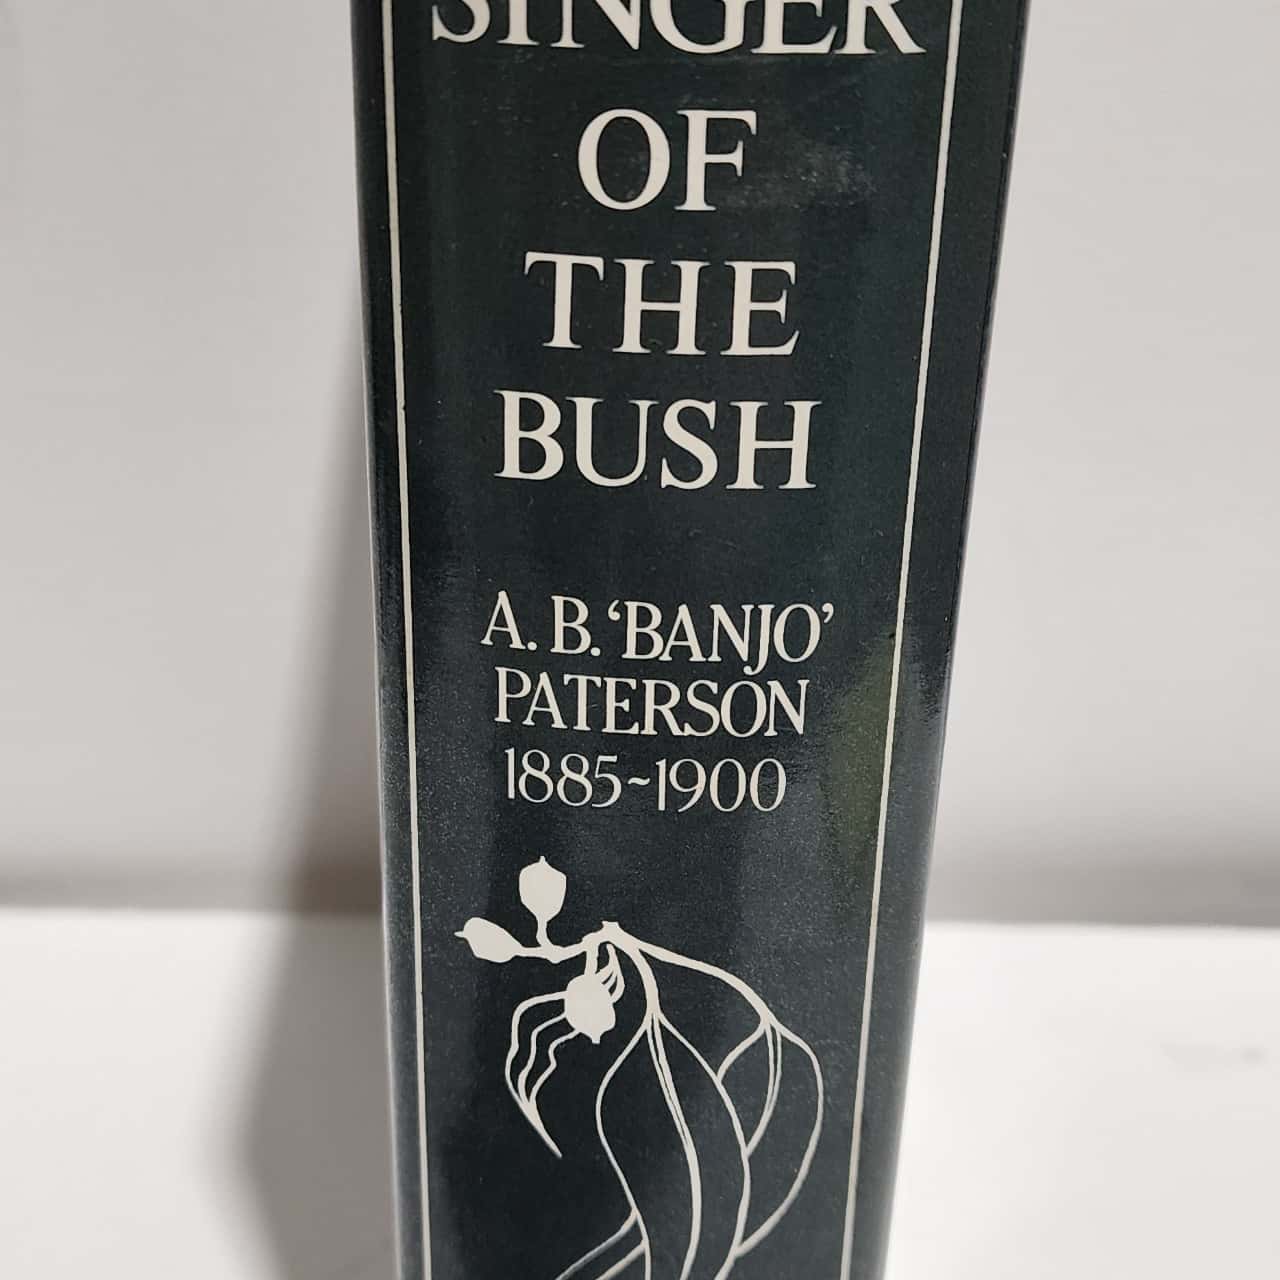 SINGER
OF
THE
BUSH
A. B. ‘BANJO’
PATERSON
1885~1900